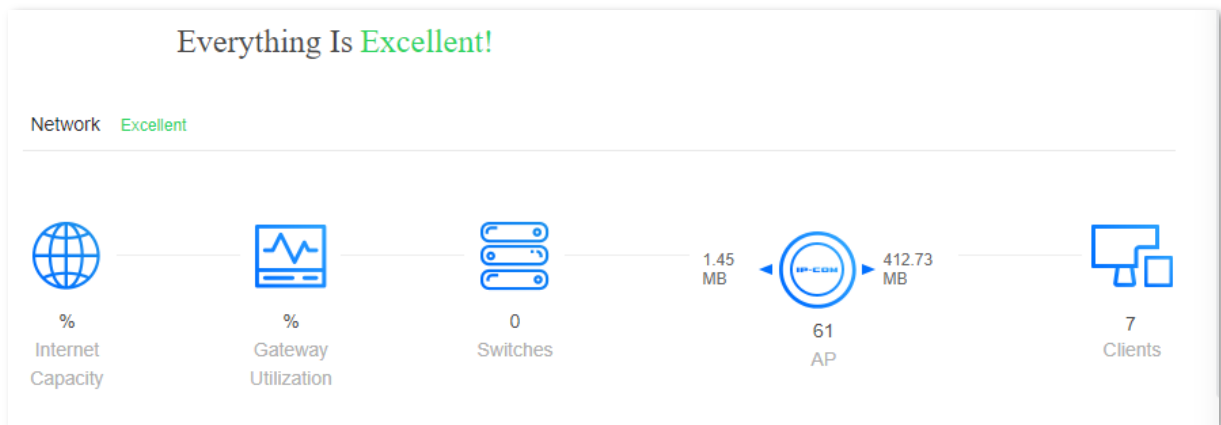 Everything Is Excellent!
Network Excellent
1.45
MB
IP-COM
412.73
MB
%
Internet
Capacity
%
Gateway
Utilization
0
Switches
61
AP
7
Clients